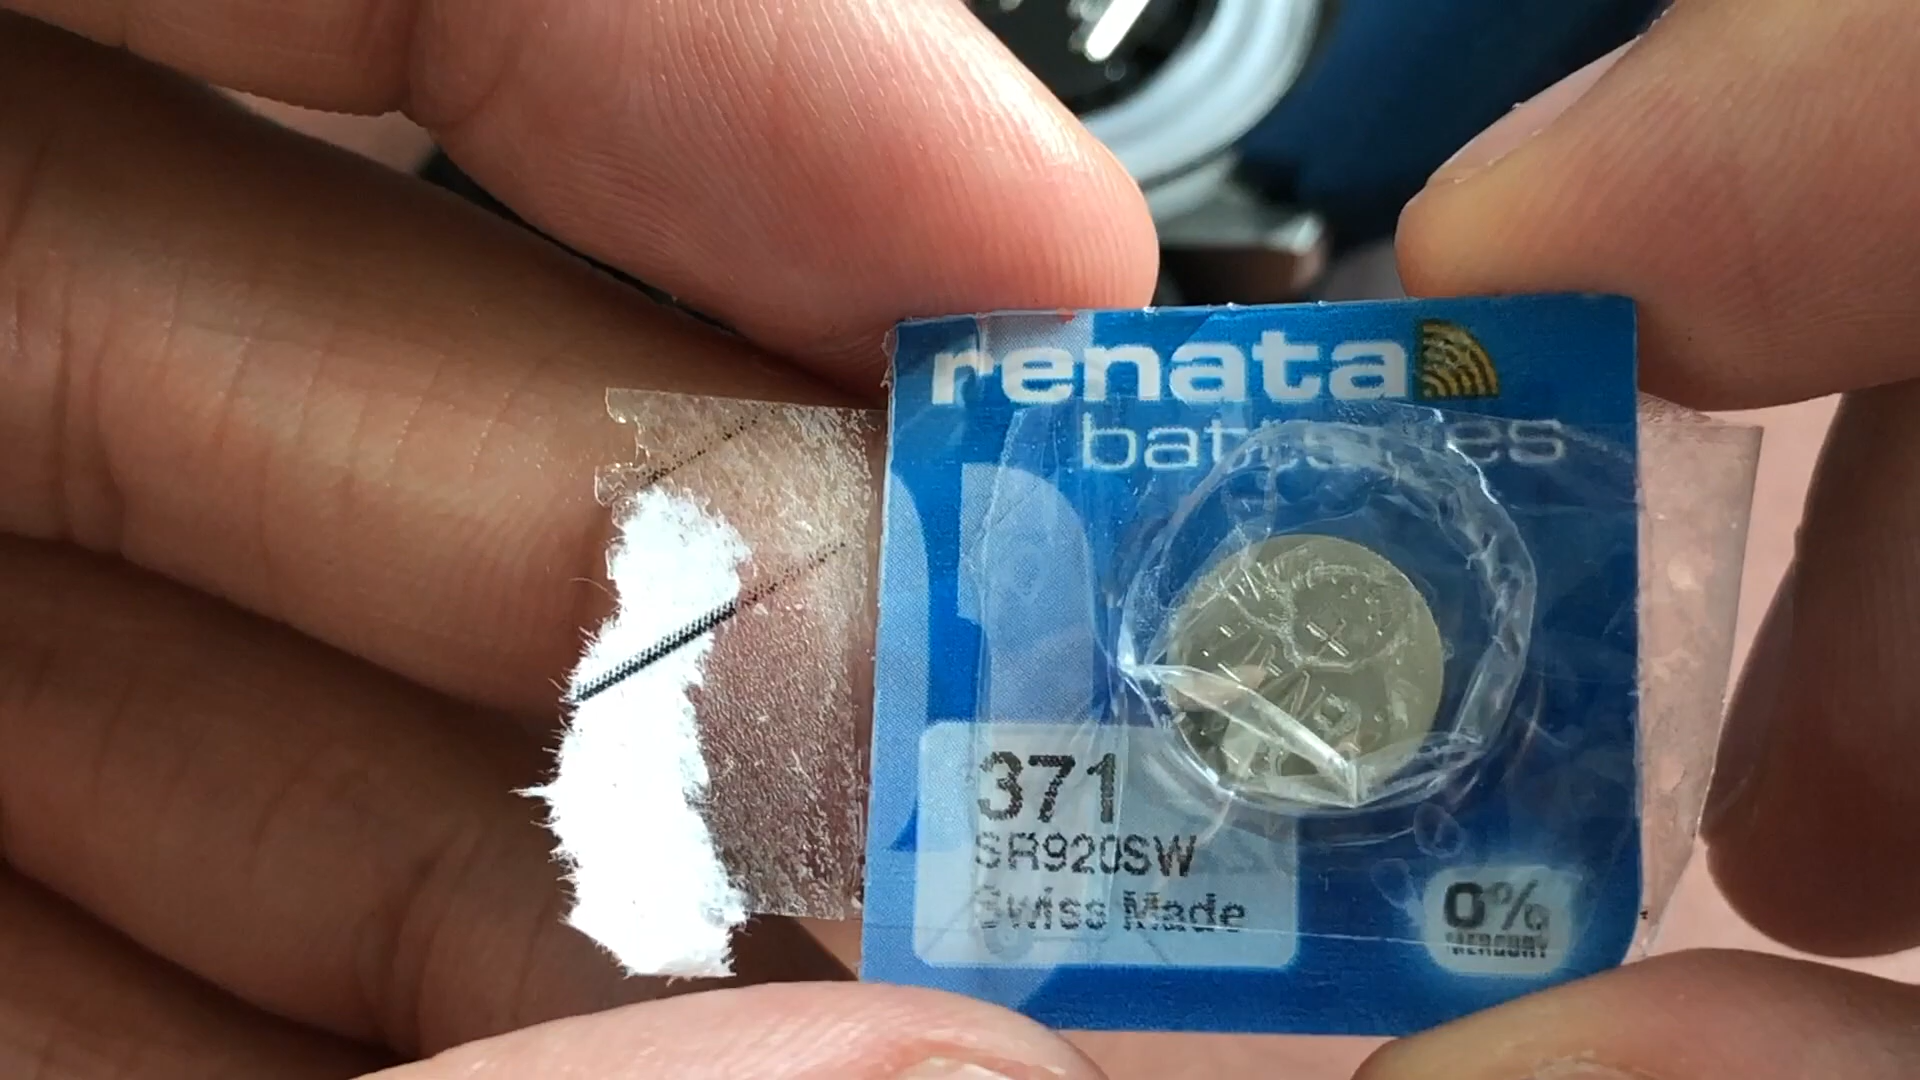 renata
batteries
371
SR920SW
Swiss Made
0%
MERCURY
+